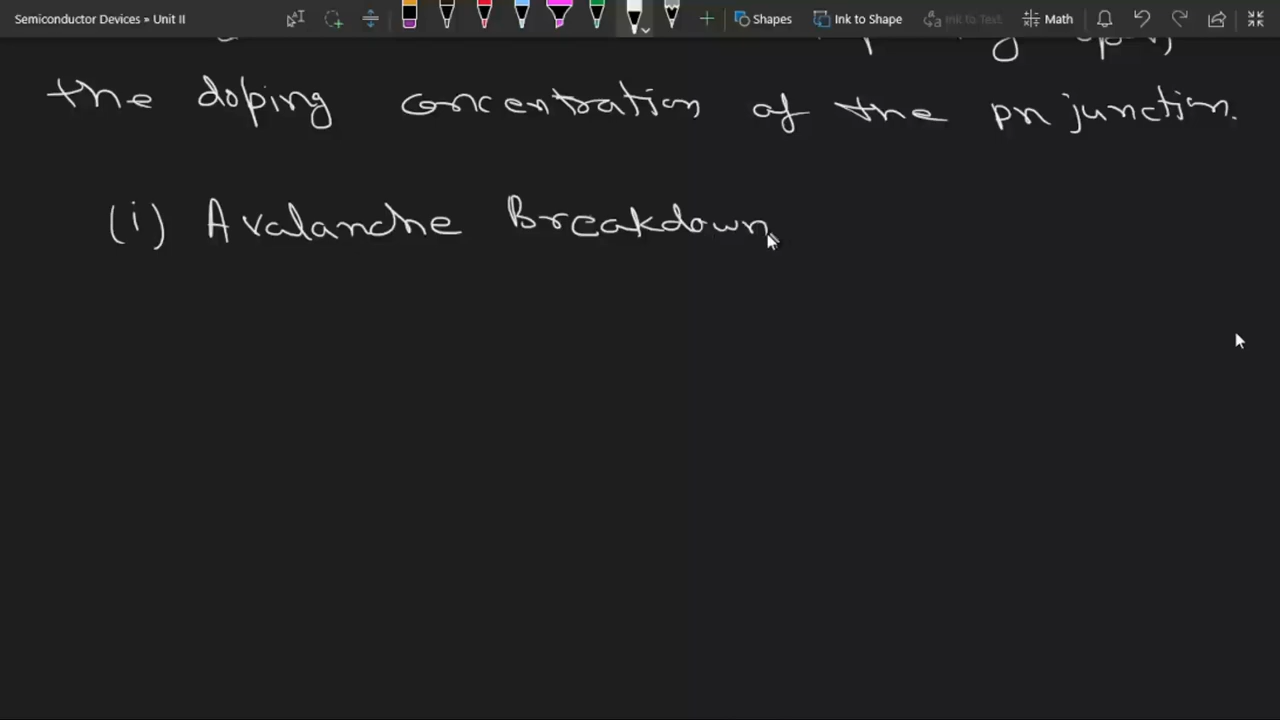 Semiconductor Devices » Unit II
Shapes
Ink to Shape
Ink to Text
Math
the doping concentration of the pn junction.
(i) Avalanche Breakdown